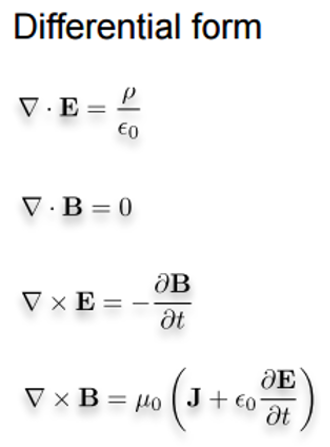 Differential form
∇ · E = ρ/ϵ₀
∇ · B = 0
∇ × E = −∂B/∂t
∇ × B = μ₀ (J + ϵ₀ ∂E/∂t)